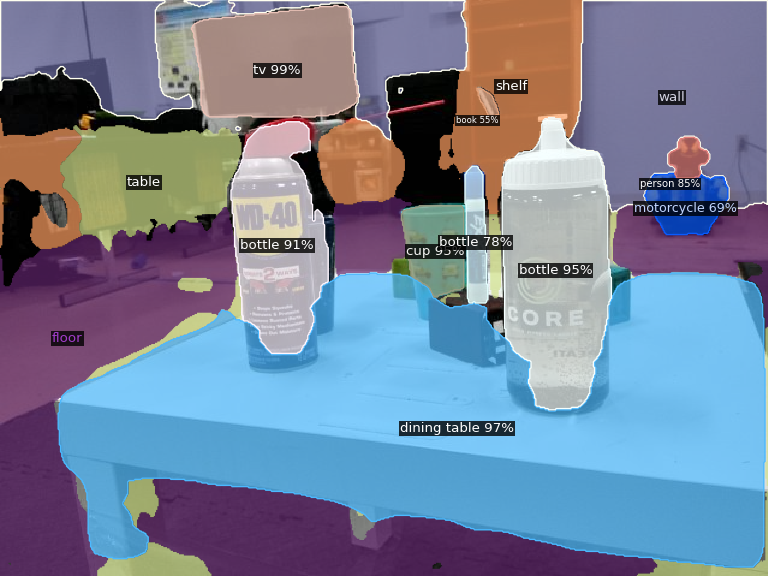 tv 99%
shelf
wall
book 55%
table
person 85%
motorcycle 69%
WD-40
bottle 91%
cup 95%
bottle 78%
bottle 95%
2
CORE
floor
dining table 97%